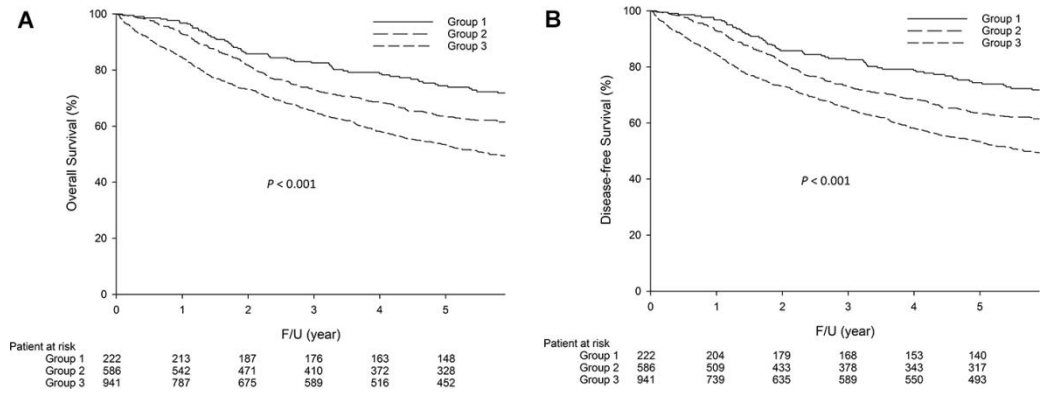 A
Group 1
Group 2
Group 3
100
80
60
40
20
0
Overall Survival (%)
P < 0.001
0 1 2 3 4 5
F/U (year)
Patient at risk
Group 1 222 213 187 176 163 148
Group 2 586 542 471 410 372 328
Group 3 941 787 675 589 516 452
B
Group 1
Group 2
Group 3
100
80
60
40
20
0
Disease-free Survival (%)
P < 0.001
0 1 2 3 4 5
F/U (year)
Patient at risk
Group 1 222 204 179 168 153 140
Group 2 586 509 433 378 343 317
Group 3 941 739 635 589 550 493